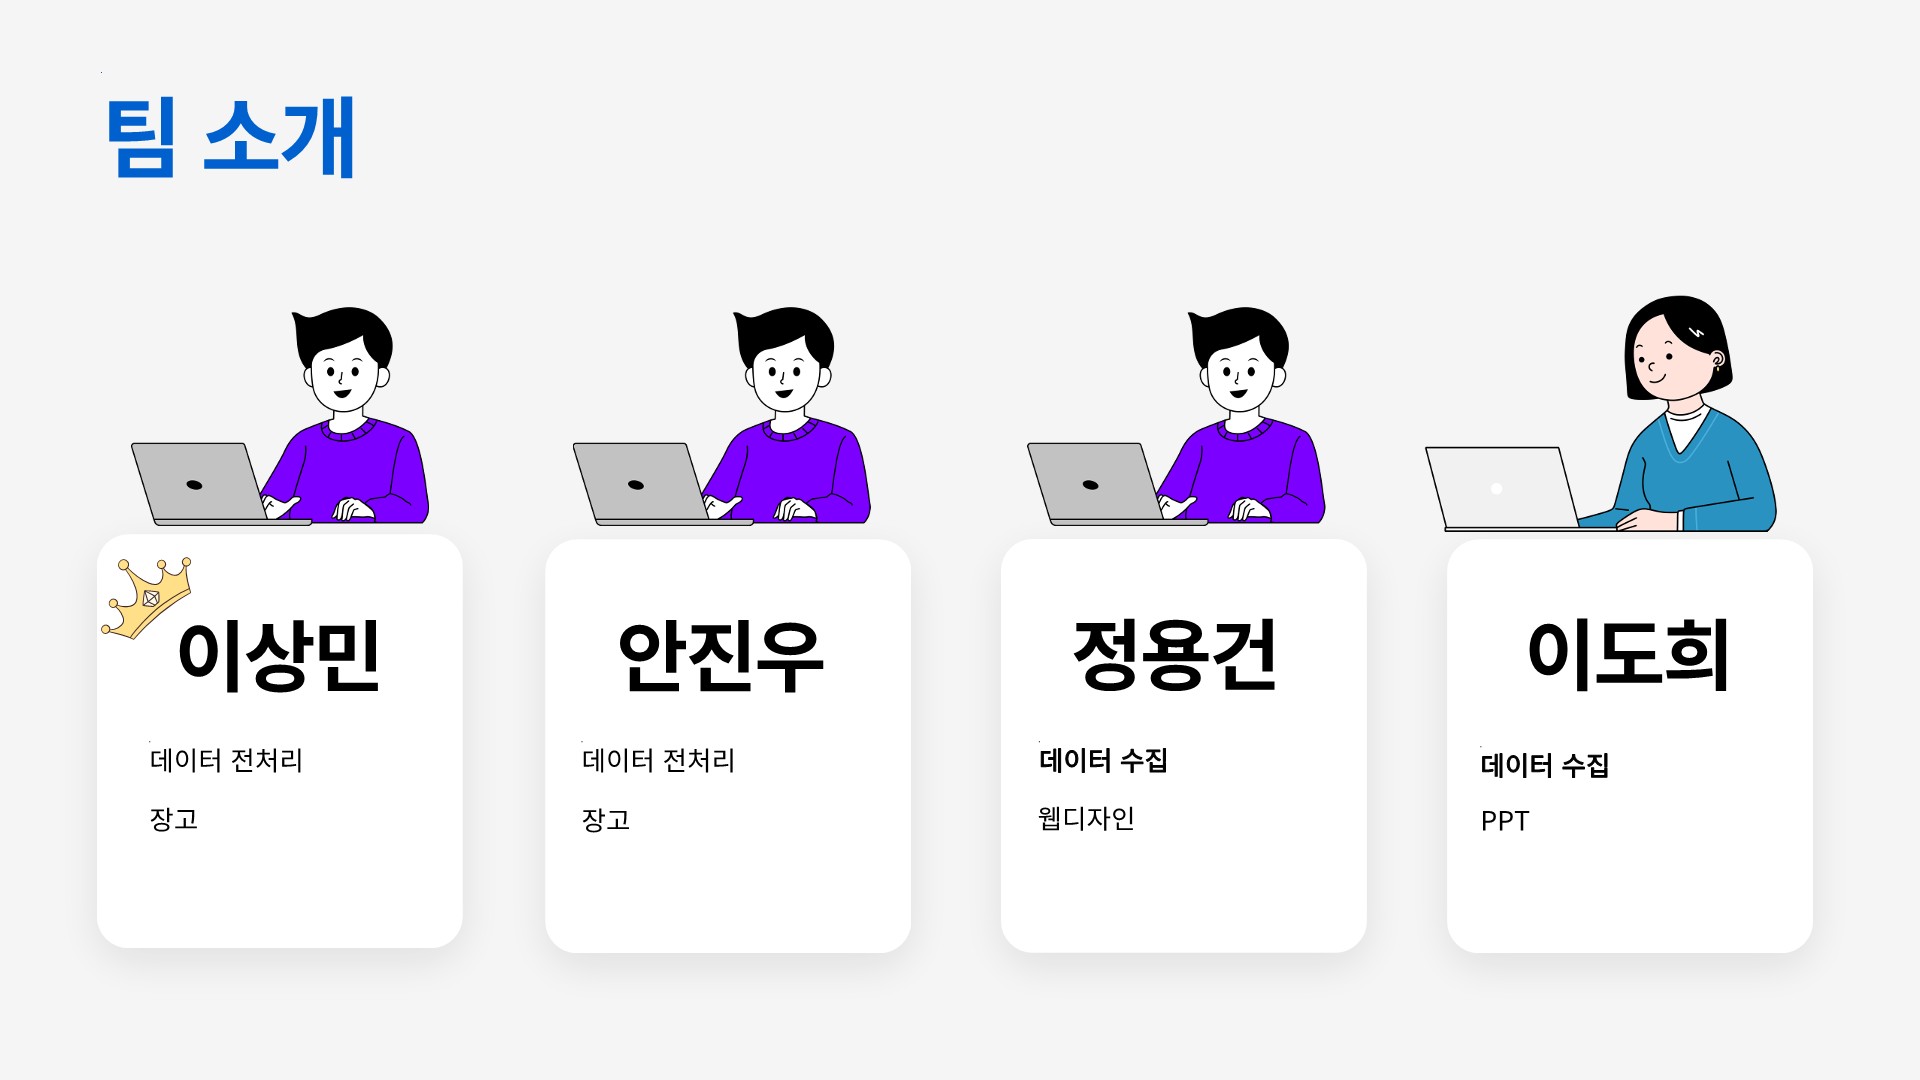 팀 소개
이상민
데이터 전처리
장고
안진우
데이터 전처리
장고
정용건
데이터 수집
웹디자인
이도희
데이터 수집
PPT